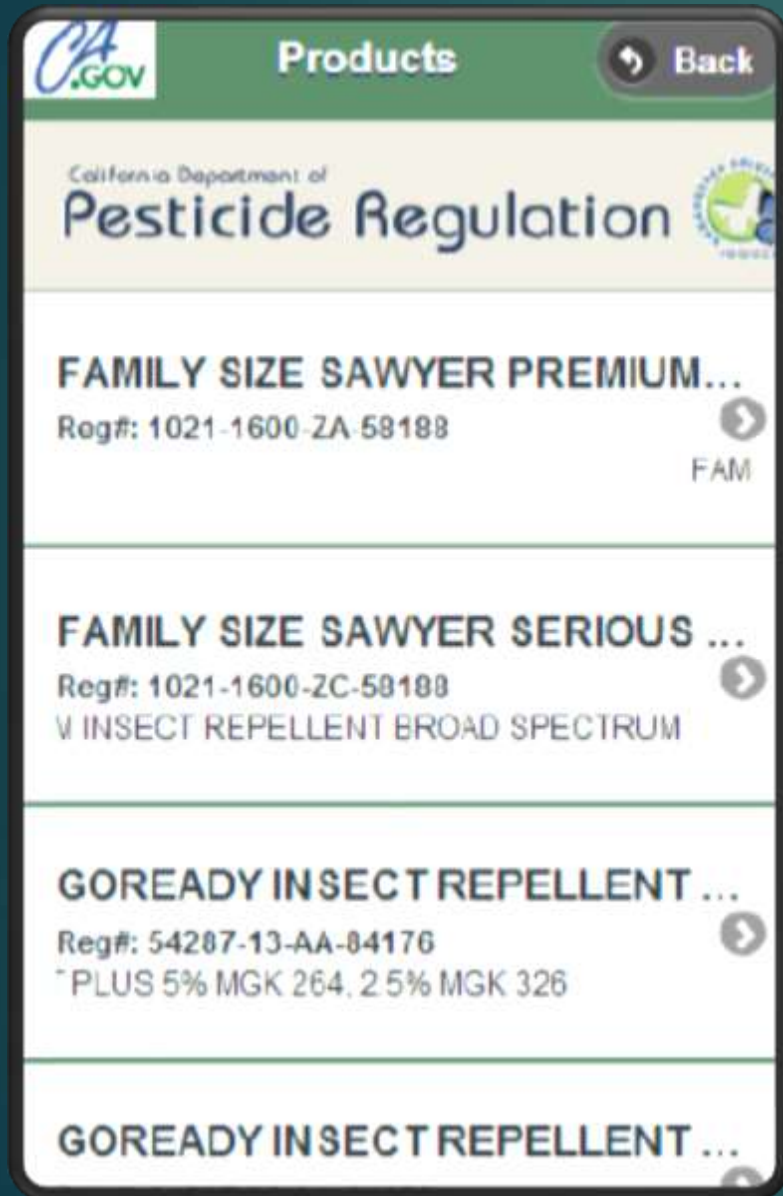 CA
.GOV
Products
Back
California Department of
Pesticide Regulation
FAMILY SIZE SAWYER PREMIUM...
Reg#: 1021-1600-ZA-58188
FAM
FAMILY SIZE SAWYER SERIOUS ...
Reg#: 1021-1600-ZC-58188
M INSECT REPELLENT BROAD SPECTRUM
GOREADY INSECT REPELLENT ...
Reg#: 54287-13-AA-84176
PLUS 5% MGK 264, 2.5% MGK 326
GOREADY INSECT REPELLENT ...